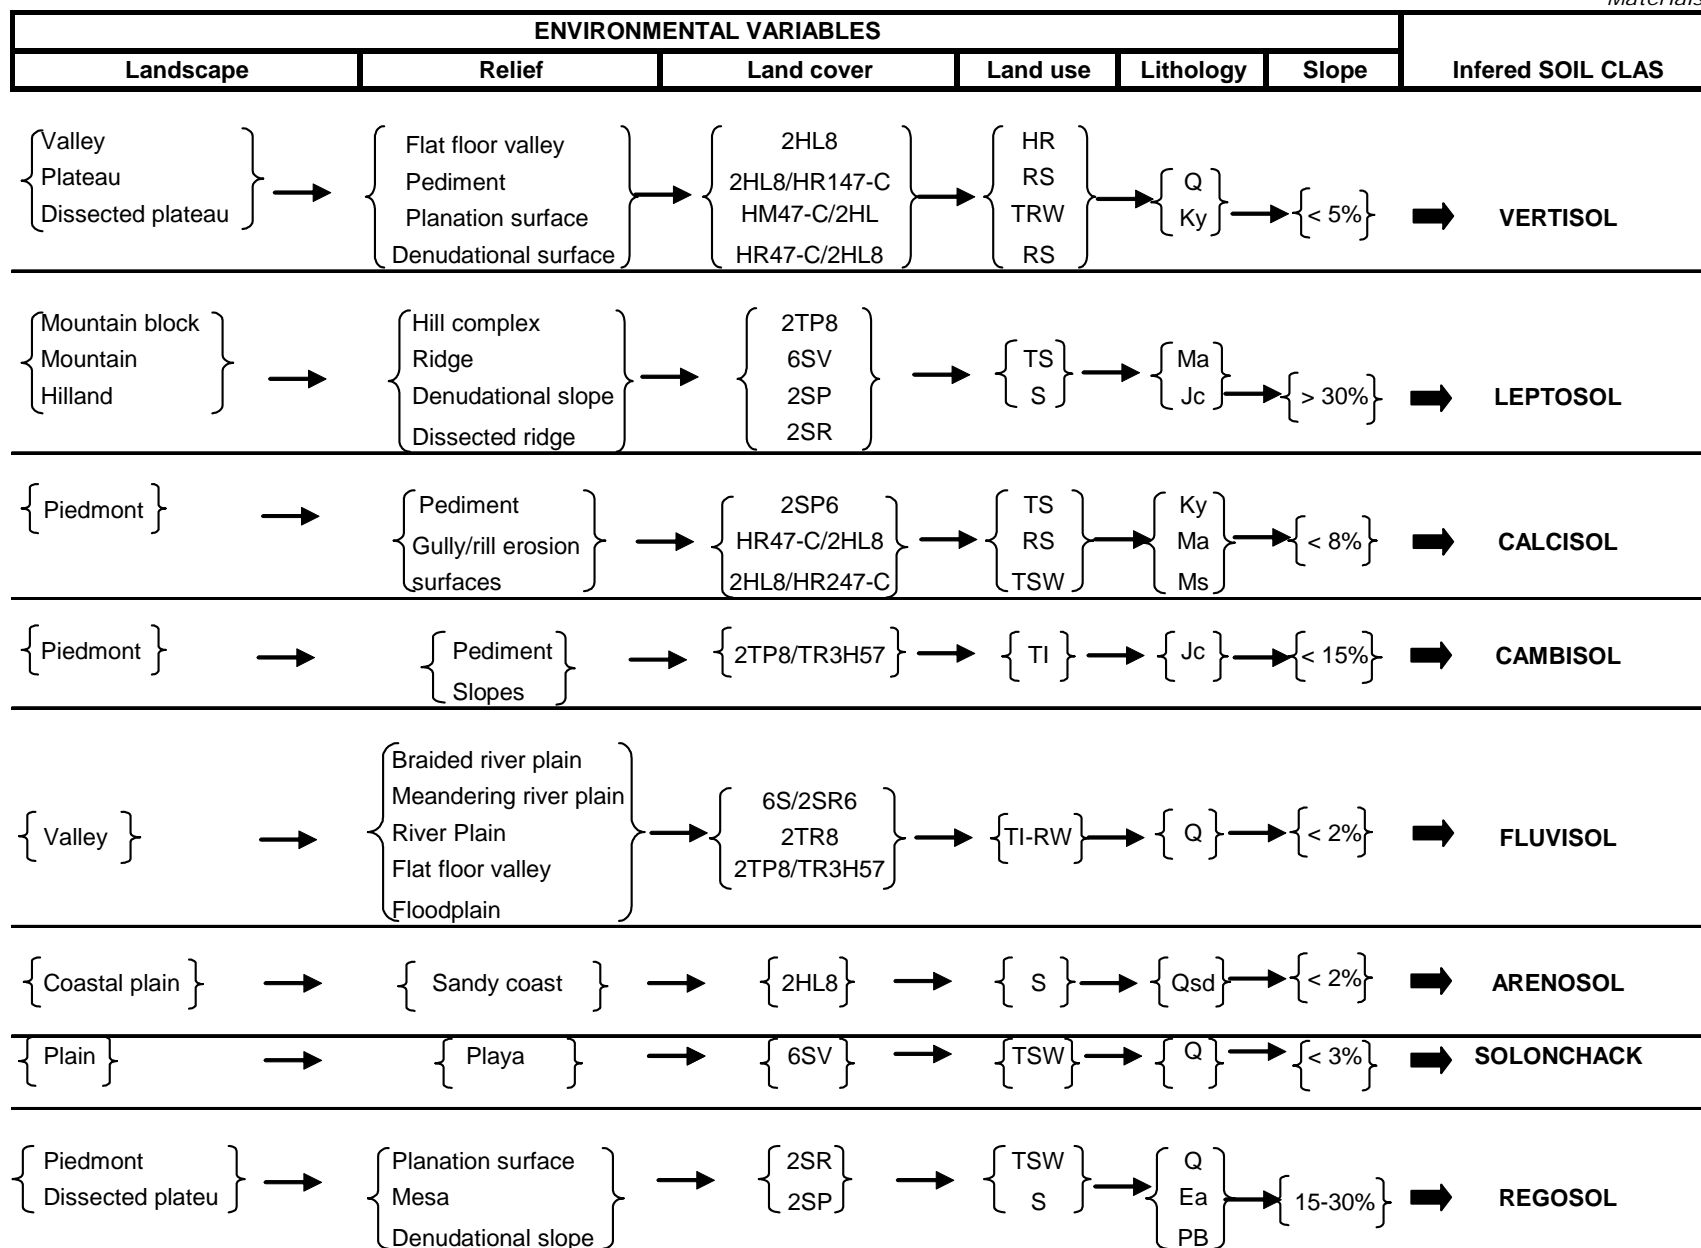 Materials
ENVIRONMENTAL VARIABLES
Landscape Relief Land cover Land use Lithology Slope Infered SOIL CLAS
Valley Flat floor valley 2HL8 HR
Plateau Pediment 2HL8/HR147-C RS Q
Dissected plateau Planation surface HM47-C/2HL TRW Ky < 5% VERTISOL
Denudational surface HR47-C/2HL8 RS
Mountain block Hill complex 2TP8
Mountain Ridge 6SV TS Ma
Hilland Denudational slope 2SP S Jc > 30% LEPTOSOL
Dissected ridge 2SR
Piedmont Pediment 2SP6 TS Ky
Gully/rill erosion HR47-C/2HL8 RS Ma < 8% CALCISOL
surfaces 2HL8/HR247-C TSW Ms
Piedmont Pediment 2TP8/TR3H57 TI Jc < 15% CAMBISOL
Slopes
Braided river plain
Meandering river plain 6S/2SR6
Valley River Plain 2TR8 TI-RW Q < 2% FLUVISOL
Flat floor valley 2TP8/TR3H57
Floodplain
Coastal plain Sandy coast 2HL8 S Qsd < 2% ARENOSOL
Plain Playa 6SV TSW Q < 3% SOLONCHACK
Piedmont Planation surface 2SR TSW Q
Dissected plateu Mesa 2SP S Ea 15-30% REGOSOL
Denudational slope PB